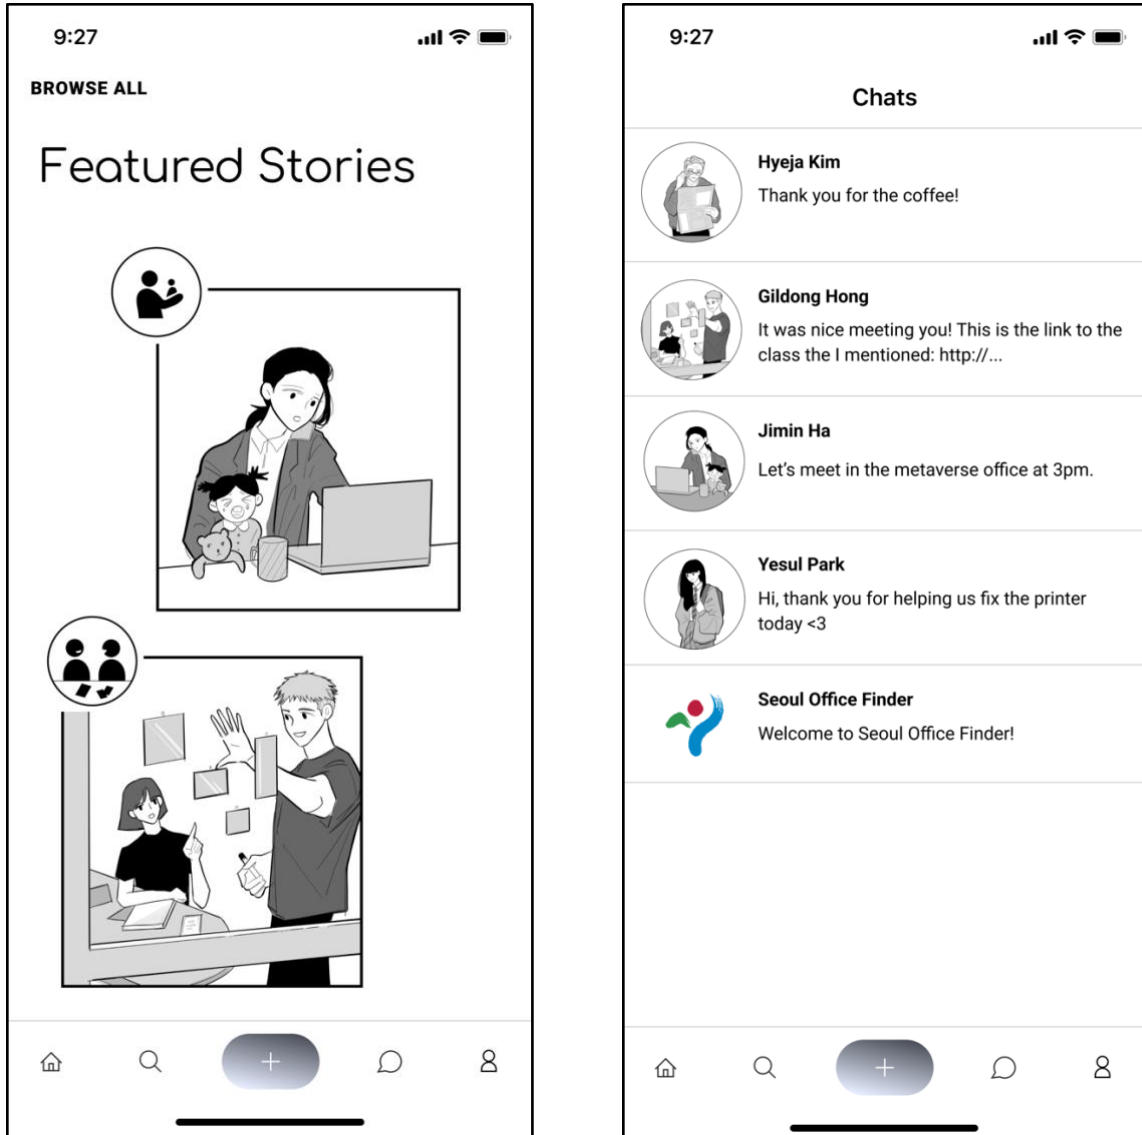 9:27
BROWSE ALL
Featured Stories
9:27
Chats
Hyeja Kim
Thank you for the coffee!
Gildong Hong
It was nice meeting you! This is the link to the
class the I mentioned: http://...
Jimin Ha
Let's meet in the metaverse office at 3pm.
Yesul Park
Hi, thank you for helping us fix the printer
today <3
Seoul Office Finder
Welcome to Seoul Office Finder!